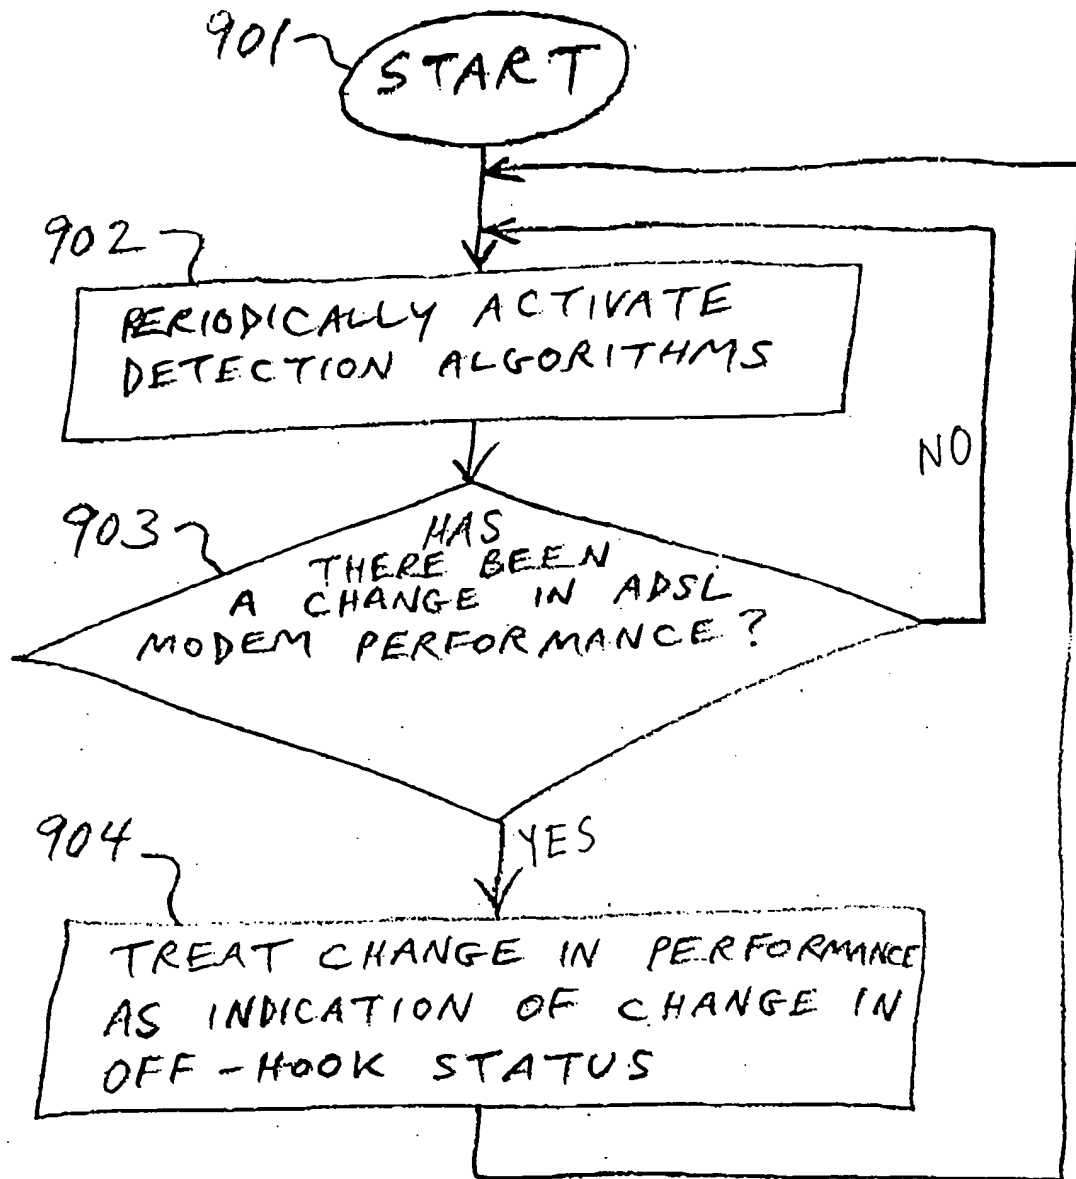 901
START
902
PERIODICALLY ACTIVATE
DETECTION ALGORITHMS
NO
903
HAS
THERE BEEN
A CHANGE IN ADSL
MODEM PERFORMANCE?
904
YES
TREAT CHANGE IN PERFORMANCE
AS INDICATION OF CHANGE IN
OFF-HOOK STATUS